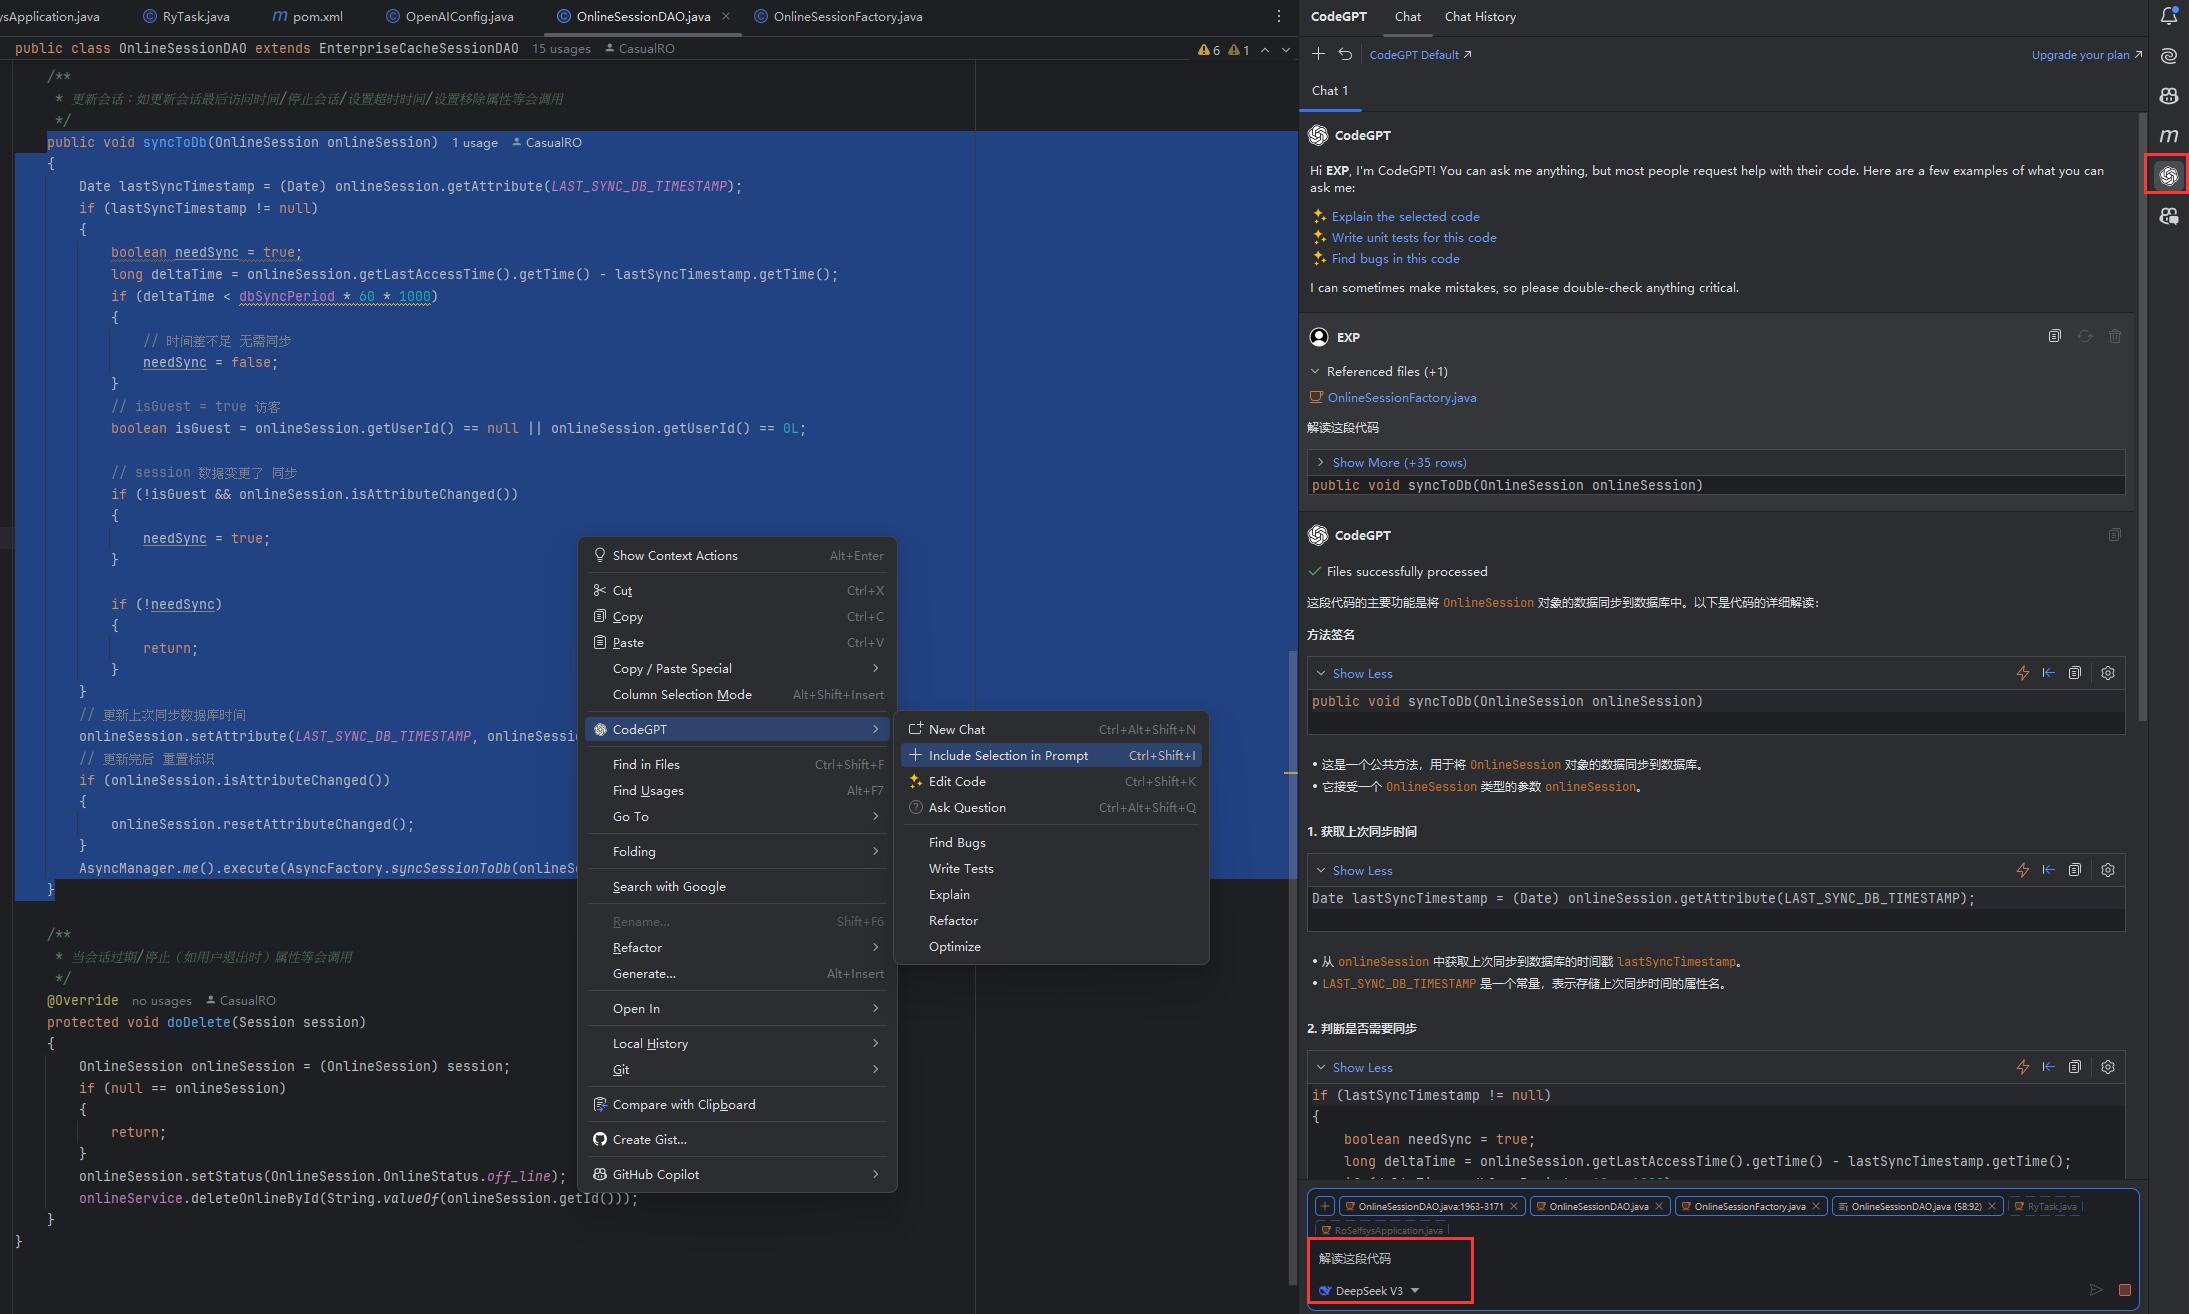 ysApplication.java RyTask.java pom.xml OpenAIConfig.java OnlineSessionDAO.java OnlineSessionFactory.java
public class OnlineSessionDAO extends EnterpriseCacheSessionDAO 15 usages CasualRO 6 1
/**
* 更新会话；如更新会话最后访问时间/停止会话/设置超时时间/设置移除属性等会调用
*/
public void syncToDb(OnlineSession onlineSession) 1 usage CasualRO
{
Date lastSyncTimestamp = (Date) onlineSession.getAttribute(LAST_SYNC_DB_TIMESTAMP);
if (lastSyncTimestamp != null)
{
boolean needSync = true;
long deltaTime = onlineSession.getLastAccessTime().getTime() - lastSyncTimestamp.getTime();
if (deltaTime < dbSyncPeriod * 60 * 1000)
{
// 时间差不足 无需同步
needSync = false;
}
// isGuest = true 访客
boolean isGuest = onlineSession.getUserId() == null || onlineSession.getUserId() == 0L;
// session 数据变更了 同步
if (!isGuest && onlineSession.isAttributeChanged())
{
needSync = true;
}
if (!needSync)
{
return;
}
}
// 更新上次同步数据库时间
onlineSession.setAttribute(LAST_SYNC_DB_TIMESTAMP, onlineSessi
// 更新完后 重置标识
if (onlineSession.isAttributeChanged())
{
onlineSession.resetAttributeChanged();
}
AsyncManager.me().execute(AsyncFactory.syncSessionToDb(onlineS
}
/**
* 当会话过期/停止（如用户退出时）属性等会调用
*/
@Override no usages CasualRO
protected void doDelete(Session session)
{
OnlineSession onlineSession = (OnlineSession) session;
if (null == onlineSession)
{
return;
}
onlineSession.setStatus(OnlineSession.OnlineStatus.off_line);
onlineService.deleteOnlineById(String.valueOf(onlineSession.getId()));
}
}
Show Context Actions Alt+Enter
Cut Ctrl+X
Copy Ctrl+C
Paste Ctrl+V
Copy / Paste Special
Column Selection Mode Alt+Shift+Insert
CodeGPT
Find in Files Ctrl+Shift+F
Find Usages Alt+F7
Go To
Folding
Search with Google
Rename... Shift+F6
Refactor
Generate... Alt+Insert
Open In
Local History
Git
Compare with Clipboard
Create Gist...
GitHub Copilot
New Chat Ctrl+Alt+Shift+N
Include Selection in Prompt Ctrl+Shift+I
Edit Code Ctrl+Shift+K
Ask Question Ctrl+Alt+Shift+Q
Find Bugs
Write Tests
Explain
Refactor
Optimize
CodeGPT Chat Chat History
CodeGPT Default Upgrade your plan
Chat 1
CodeGPT
Hi EXP, I'm CodeGPT! You can ask me anything, but most people request help with their code. Here are a few examples of what you can
ask me:
Explain the selected code
Write unit tests for this code
Find bugs in this code
I can sometimes make mistakes, so please double-check anything critical.
EXP
Referenced files (+1)
OnlineSessionFactory.java
解读这段代码
Show More (+35 rows)
public void syncToDb(OnlineSession onlineSession)
CodeGPT
Files successfully processed
这段代码的主要功能是将 OnlineSession 对象的数据同步到数据库中。以下是代码的详细解读：
方法签名
Show Less
public void syncToDb(OnlineSession onlineSession)
• 这是一个公共方法，用于将 OnlineSession 对象的数据同步到数据库。
• 它接受一个 OnlineSession 类型的参数 onlineSession。
1. 获取上次同步时间
Show Less
Date lastSyncTimestamp = (Date) onlineSession.getAttribute(LAST_SYNC_DB_TIMESTAMP);
• 从 onlineSession 中获取上次同步到数据库的时间戳 lastSyncTimestamp。
• LAST_SYNC_DB_TIMESTAMP 是一个常量，表示存储上次同步时间的属性名。
2. 判断是否需要同步
Show Less
if (lastSyncTimestamp != null)
{
boolean needSync = true;
long deltaTime = onlineSession.getLastAccessTime().getTime() - lastSyncTimestamp.getTime();
OnlineSessionDAO.java:1963-3171 OnlineSessionDAO.java OnlineSessionFactory.java OnlineSessionDAO.java (58:92) RyTask.java
RoSelfsysApplication.java
解读这段代码
DeepSeek V3